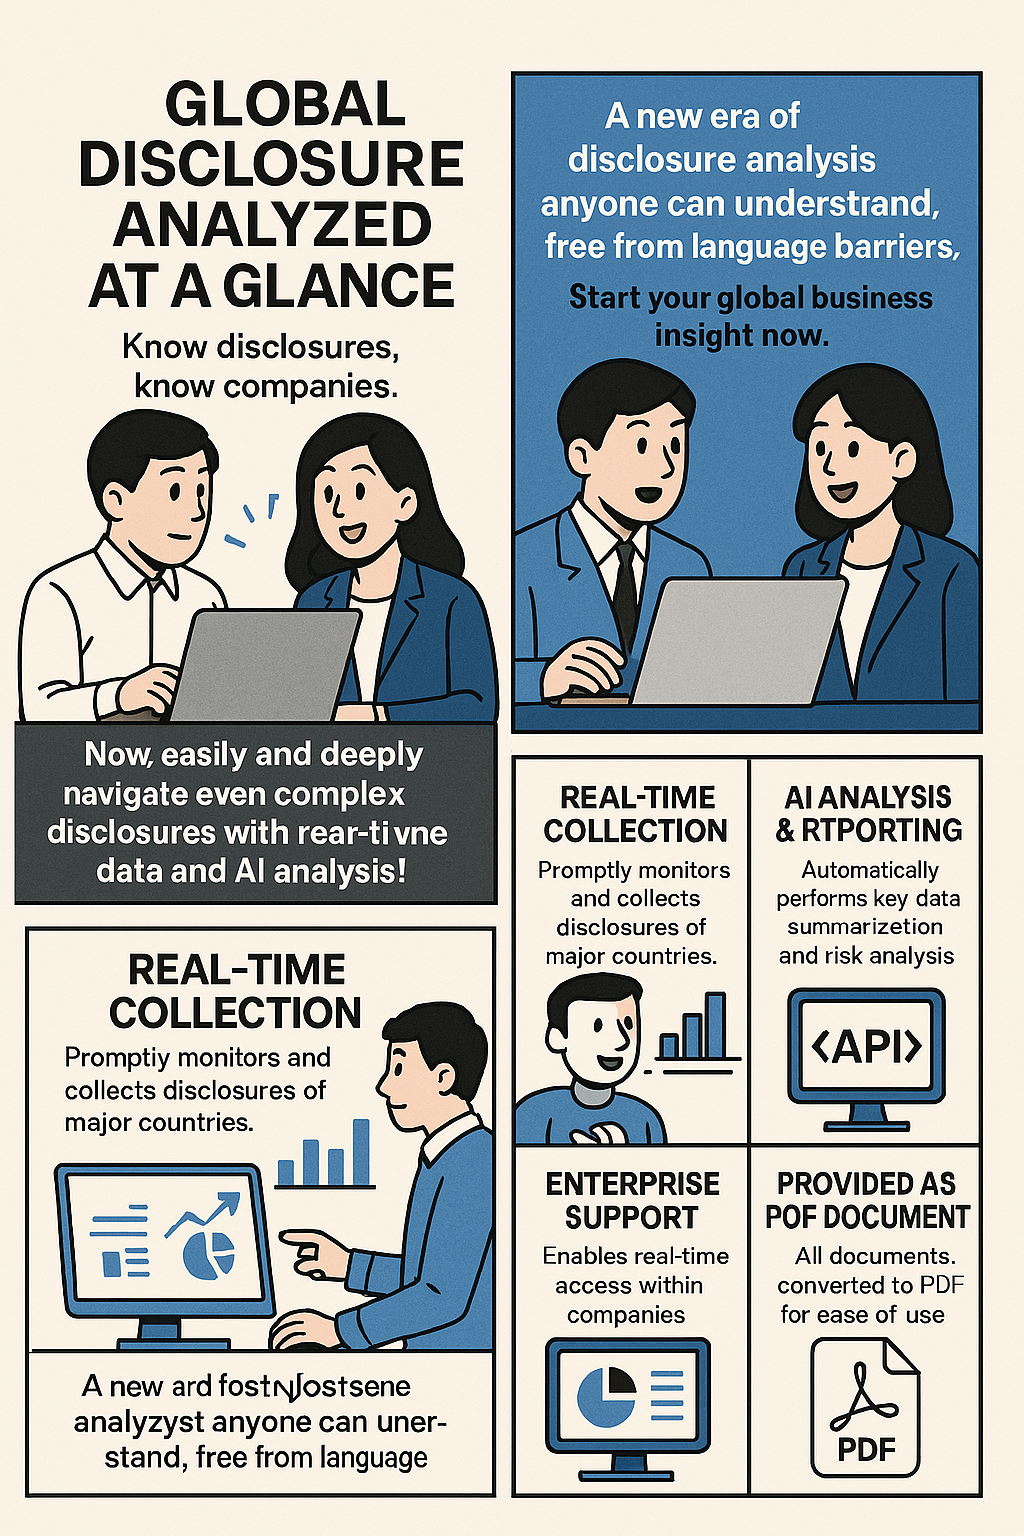 GLOBAL
DISCLOSURE
ANALYZED
AT A GLANCE
Know disclosures,
know companies.
Now, easily and deeply
navigate even complex
disclosures with rear-ti vne
data and AI analysis!
REAL-TIME
COLLECTION
Promptiy monitors and
collects disclosures of
major countries.
A new ard
analyzyst anyone can uner-
stand, free from language
A new era of
disclosure analysis
anyone can understrand,
free from language barriers,
Start your global business
insight now.
REAL-TIME
COLLECTION
Promptly monitors
and collects
disclosures of
major countries.
AI ANALYSIS
& RTPORTING
Automatically
performs key data
summarizetion
and risk analysis
<API>
ENTERPRISE
SUPPORT
Enables real-time
access within
companies
PROVIDED AS
POF DOCUMENT
All documents.
converted to PDF
for ease of use
PDF